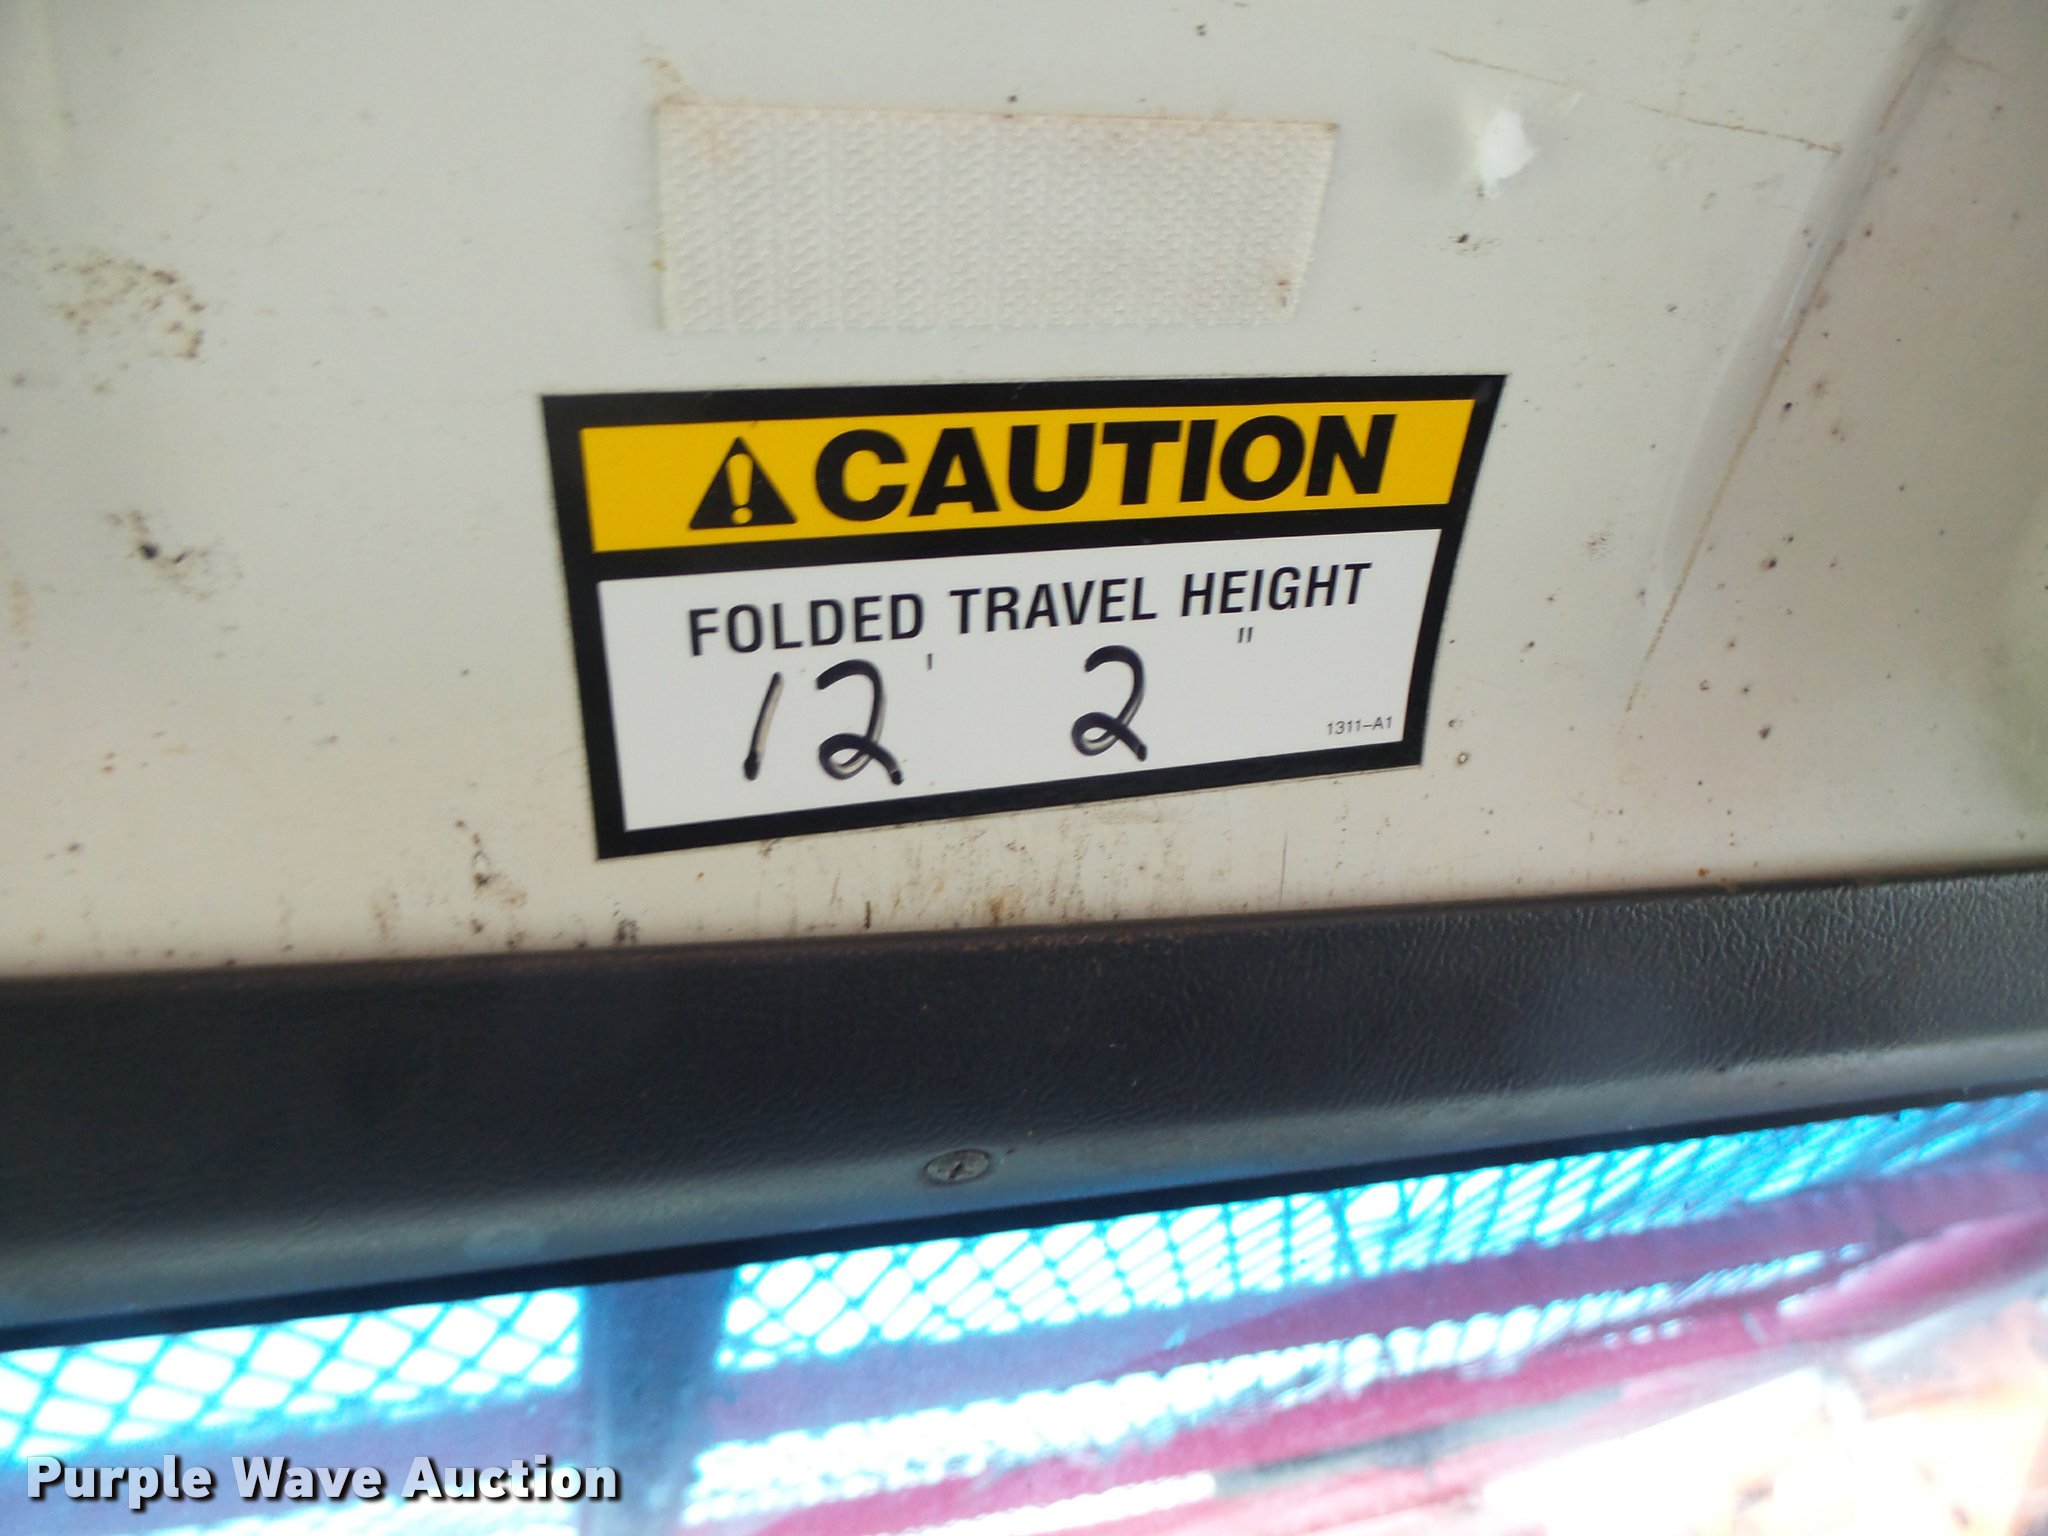 CAUTION
FOLDED TRAVEL HEIGHT
12 ' 2 "
1311-A1
Purple Wave Auction